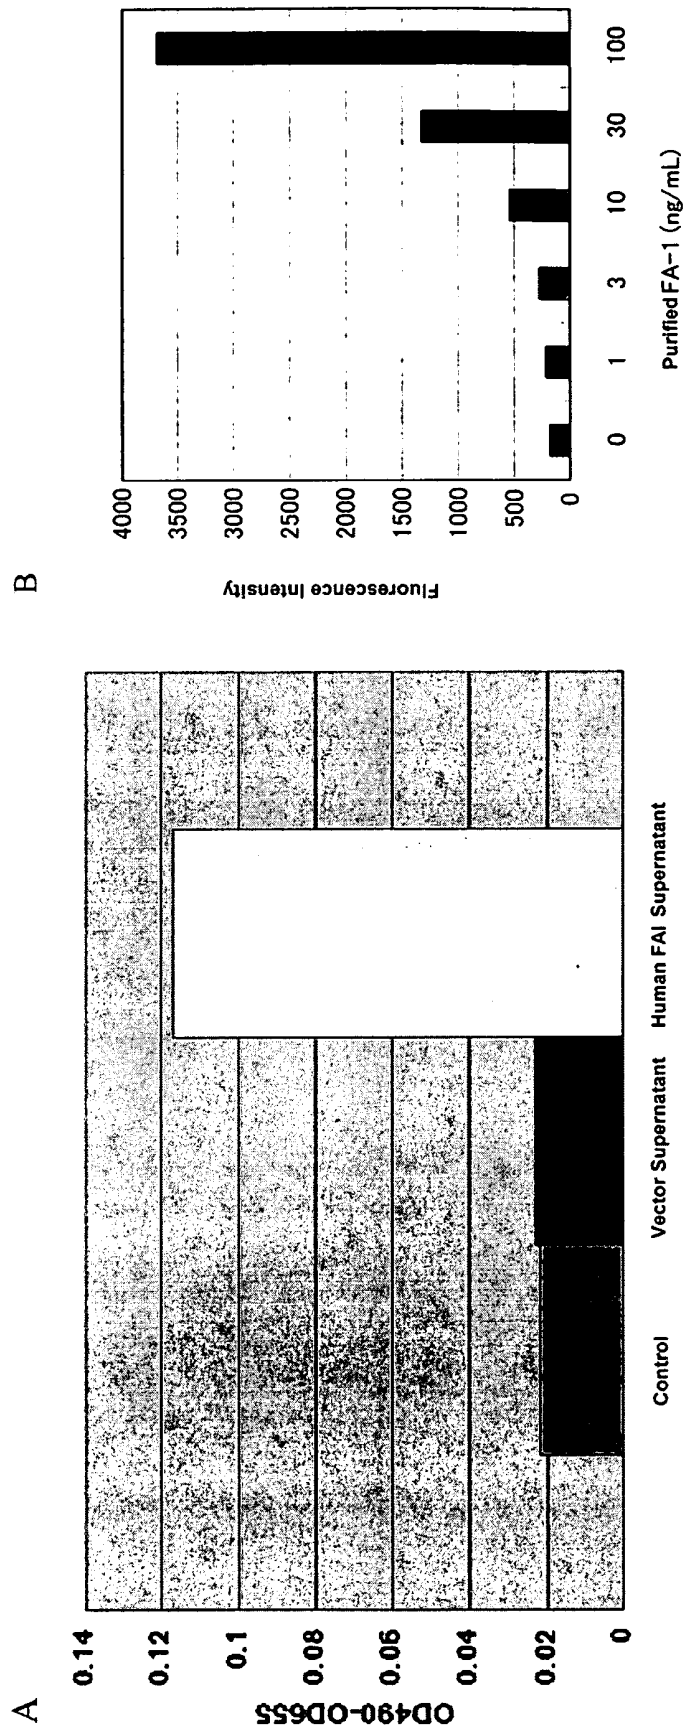 A
OD490-OD655
0.14
0.12
0.1
0.08
0.06
0.04
0.02
0
Control
Vector Supernatant
Human FAI Supernatant
B
Fluorescence Intensity
4000
3500
3000
2500
2000
1500
1000
500
0
0
1
3
10
30
100
Purified FA-1 (ng/mL)